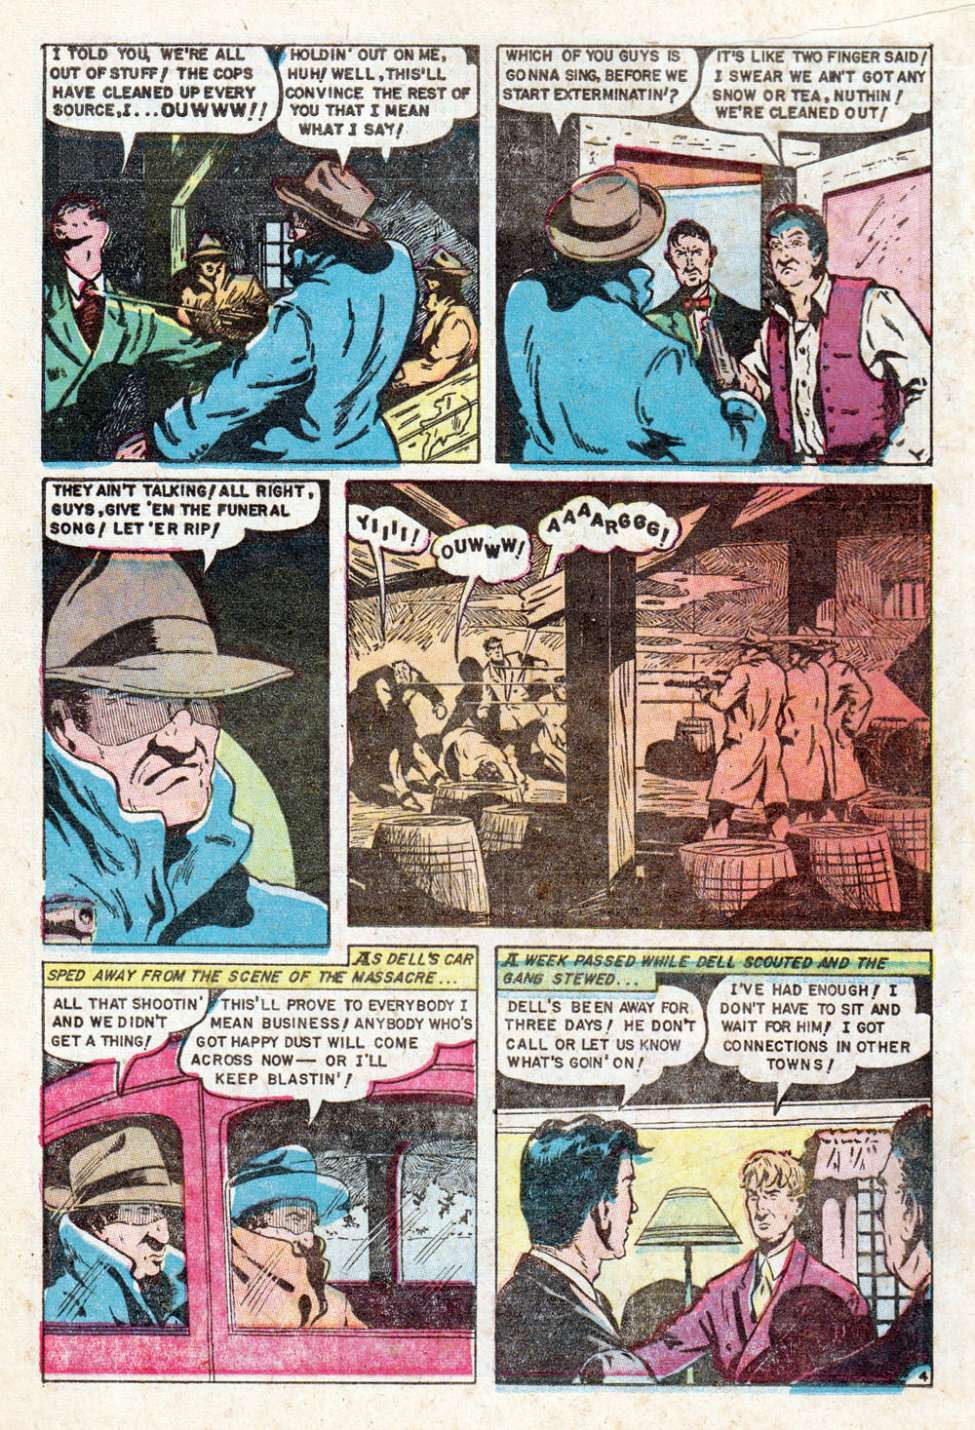 I TOLD YOU, WE'RE ALL
OUT OF STUFF! THE COPS
HAVE CLEANED UP EVERY
SOURCE, I... OUWWW!!
HOLDIN' OUT ON ME,
HUH! WELL, THIS'LL
CONVINCE THE REST OF
YOU THAT I MEAN
WHAT I SAY!
WHICH OF YOU GUYS IS
GONNA SING, BEFORE WE
START EXTERMINATIN'?
IT'S LIKE TWO FINGER SAID!
I SWEAR WE AIN'T GOT ANY
SNOW OR TEA, NUTHIN!
WE'RE CLEANED OUT!
THEY AIN'T TALKING! ALL RIGHT,
GUYS, GIVE 'EM THE FUNERAL
SONG! LET 'ER RIP!
YIIIII!
OUWWW!
AAAARGGG!
AS DELL'S CAR
SPED AWAY FROM THE SCENE OF THE MASSACRE...
ALL THAT SHOOTIN'
AND WE DIDN'T
GET A THING!
THIS'LL PROVE TO EVERYBODY I
MEAN BUSINESS! ANYBODY WHO'S
GOT HAPPY DUST WILL COME
ACROSS NOW— OR I'LL
KEEP BLASTIN'!
A WEEK PASSED WHILE DELL SCOUTED AND THE
GANG STEWED...
DELL'S BEEN AWAY FOR
THREE DAYS! HE DON'T
CALL OR LET US KNOW
WHAT'S GOIN' ON!
I'VE HAD ENOUGH! I
DON'T HAVE TO SIT AND
WAIT FOR HIM! I GOT
CONNECTIONS IN OTHER
TOWNS!
4